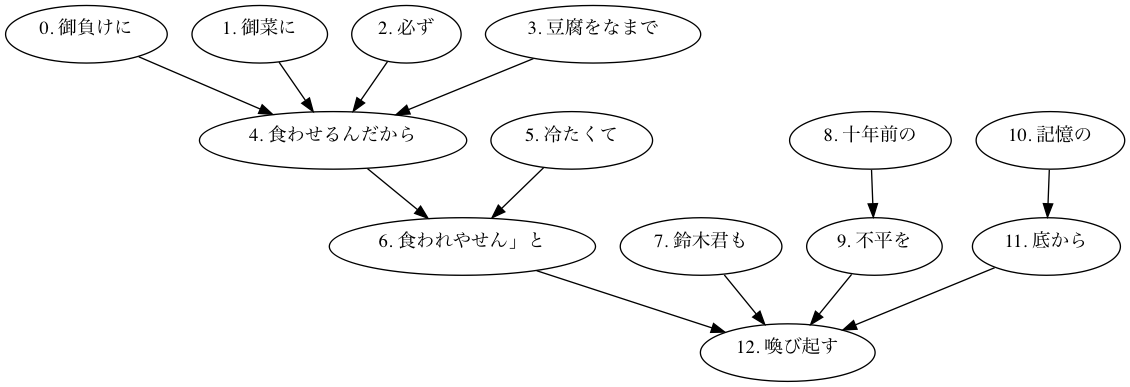 0. 御負けに
1. 御菜に
2. 必ず
3. 豆腐をなまで
4. 食わせるんだから
5. 冷たくて
8. 十年前の
10. 記憶の
6. 食われやせん」と
7. 鈴木君も
9. 不平を
11. 底から
12. 喚び起す